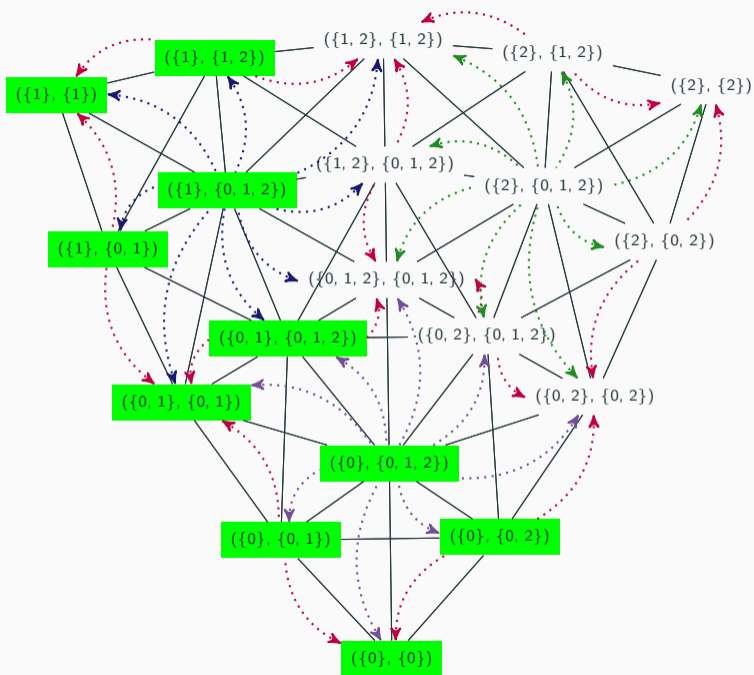 ({1, 2}, {1, 2})
({2}, {1, 2})
({1}, {1, 2})
({2}, {2})
({1}, {1})
({1, 2}, {0, 1, 2})
({2}, {0, 1, 2})
({1}, {0, 1, 2})
({2}, {0, 2})
({1}, {0, 1})
({0, 1, 2}, {0, 1, 2})
({0, 2}, {0, 1, 2})
({0, 1}, {0, 1, 2})
({0, 2}, {0, 2})
({0, 1}, {0, 1})
({0}, {0, 1, 2})
({0}, {0, 2})
({0}, {0, 1})
({0}, {0})